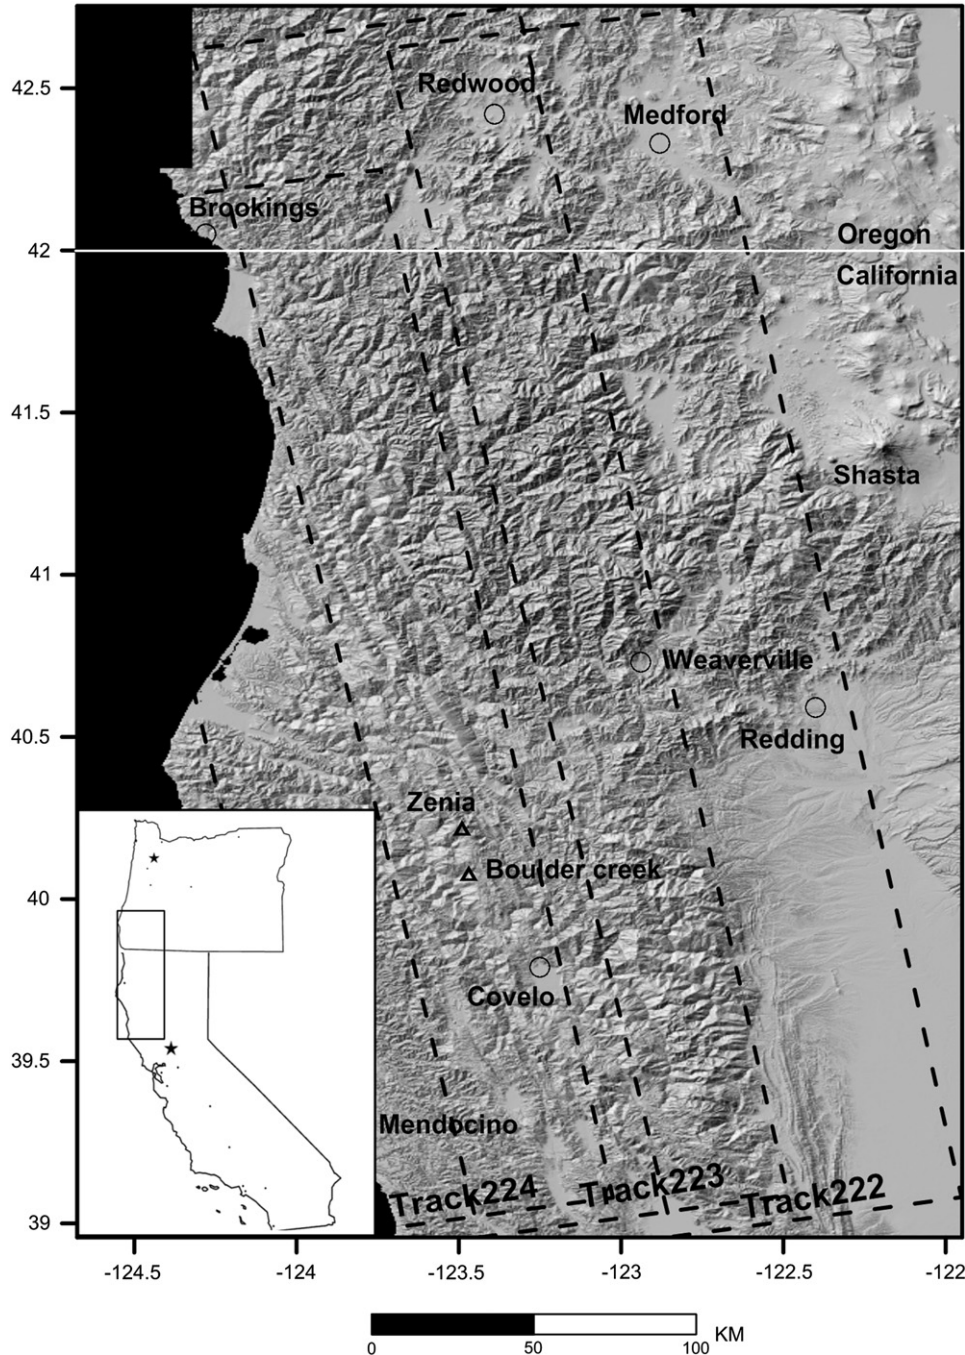 42.5
42
41.5
41
40.5
40
39.5
39
Redwood
Medford
Brookings
Oregon
California
Shasta
Weaverville
Redding
Zenia
Boulder creek
Covelo
Mendocino
Track224
Track223
Track222
-124.5
-124
-123.5
-123
-122.5
-122
0
50
100
KM